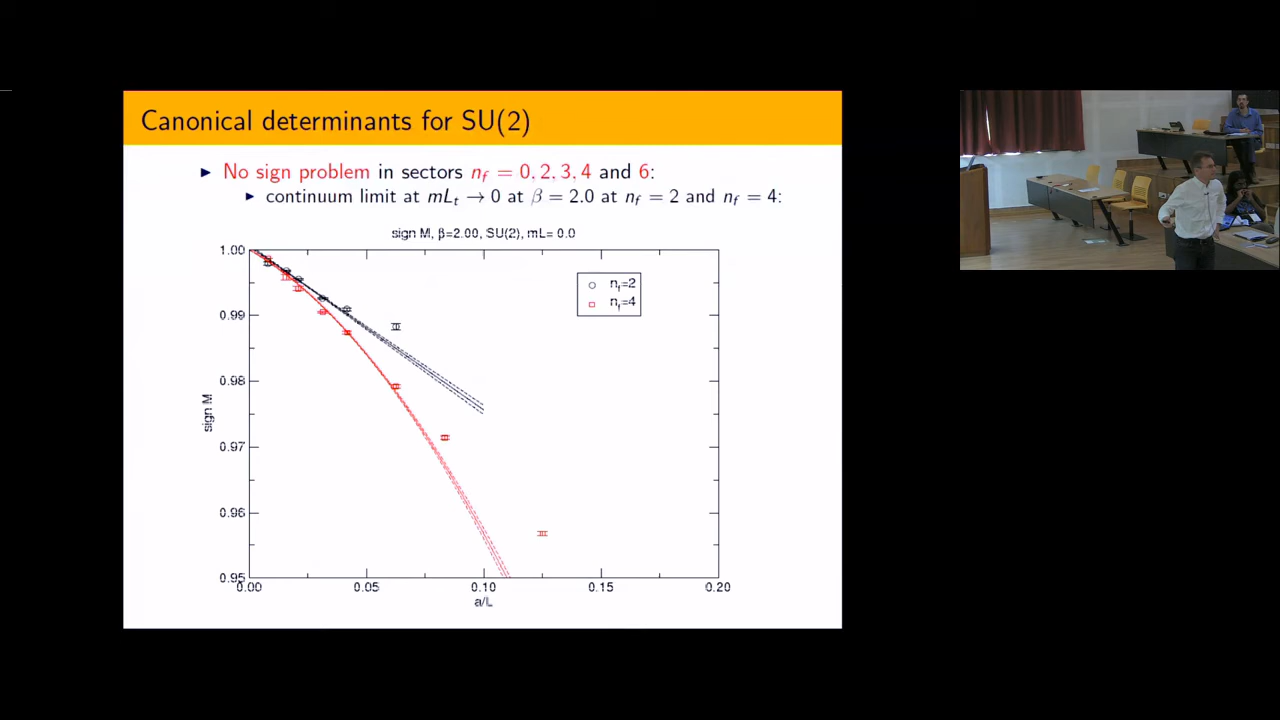 Canonical determinants for SU(2)
► No sign problem in sectors n_f = 0, 2, 3, 4 and 6:
► continuum limit at mL_t → 0 at β = 2.0 at n_f = 2 and n_f = 4:
sign M, β=2.00, SU(2), mL= 0.0
1.00
n_f=2
n_f=4
0.99
0.98
sign M
0.97
0.96
0.95
0.00 0.05 0.10 0.15 0.20
a/L